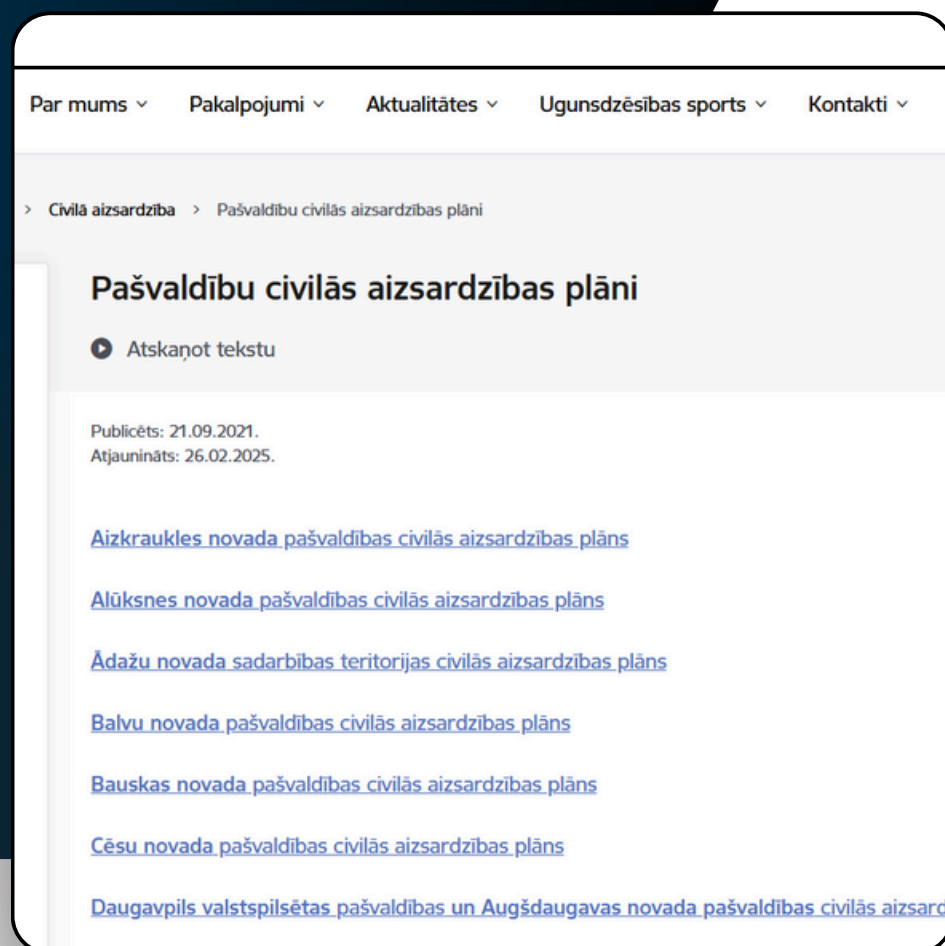 Par mums Pakalpojumi Aktualitātes Ugunsdzēsības sports Kontakti
Civilā aizsardzība > Pašvaldību civilās aizsardzības plāni
Pašvaldību civilās aizsardzības plāni
Atskaņot tekstu
Publicēts: 21.09.2021.
Atjaunināts: 26.02.2025.
Aizkraukles novada pašvaldības civilās aizsardzības plāns
Alūksnes novada pašvaldības civilās aizsardzības plāns
Ādažu novada sadarbības teritorijas civilās aizsardzības plāns
Balvu novada pašvaldības civilās aizsardzības plāns
Bauskas novada pašvaldības civilās aizsardzības plāns
Cēsu novada pašvaldības civilās aizsardzības plāns
Daugavpils valstspilsētas pašvaldības un Augšdaugavas novada pašvaldības civilās